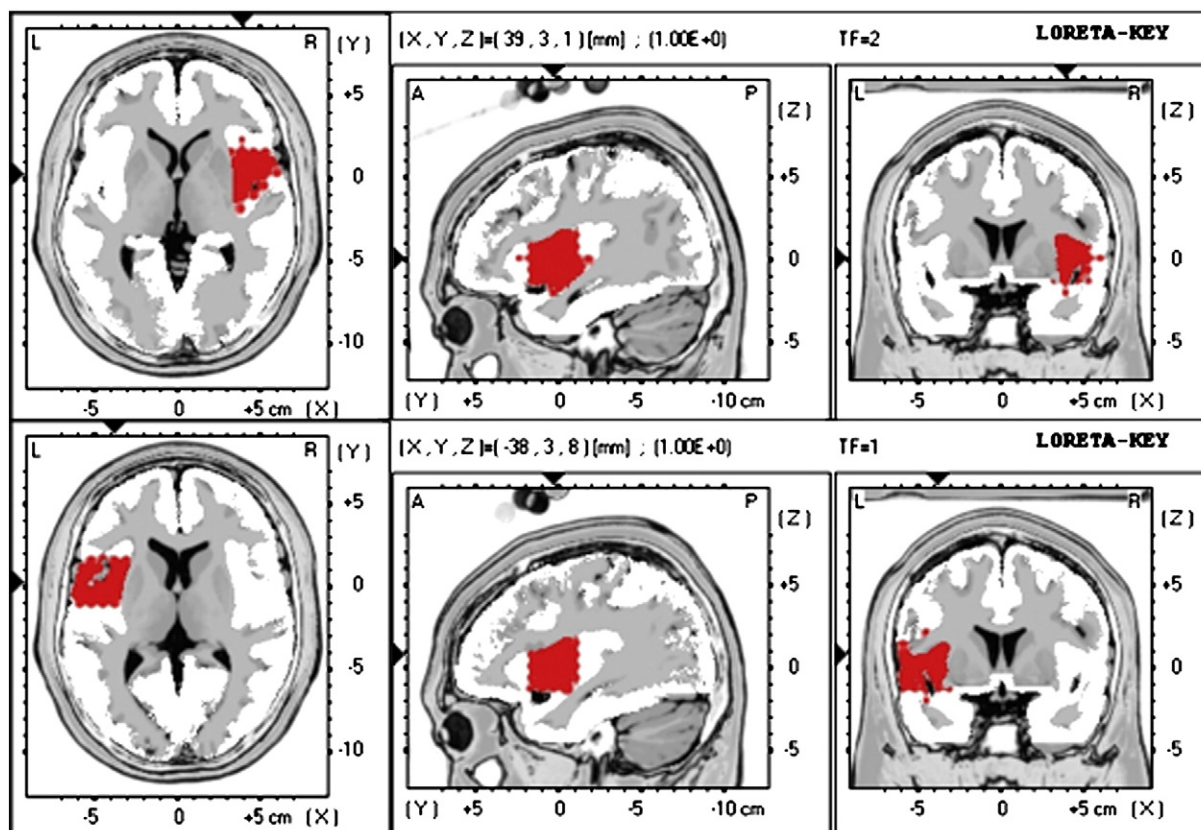 L R (Y)
+5
0
-5
-10
-5 0 +5 cm (X)
(X, Y, Z)=(39, 3, 1)[mm] ; (1.00E+0) TF=2 LORETA-KEY
A P (Z)
+5
0
-5
(Y) +5 0 -5 -10 cm
L R (Z)
+5
0
-5
-5 0 +5 cm (X)
L R (Y)
+5
0
-5
-10
-5 0 +5 cm (X)
(X, Y, Z)=(-38, 3, 8)[mm] ; (1.00E+0) TF=1 LORETA-KEY
A P (Z)
+5
0
-5
(Y) +5 0 -5 -10 cm
L R (Z)
+5
0
-5
-5 0 +5 cm (X)